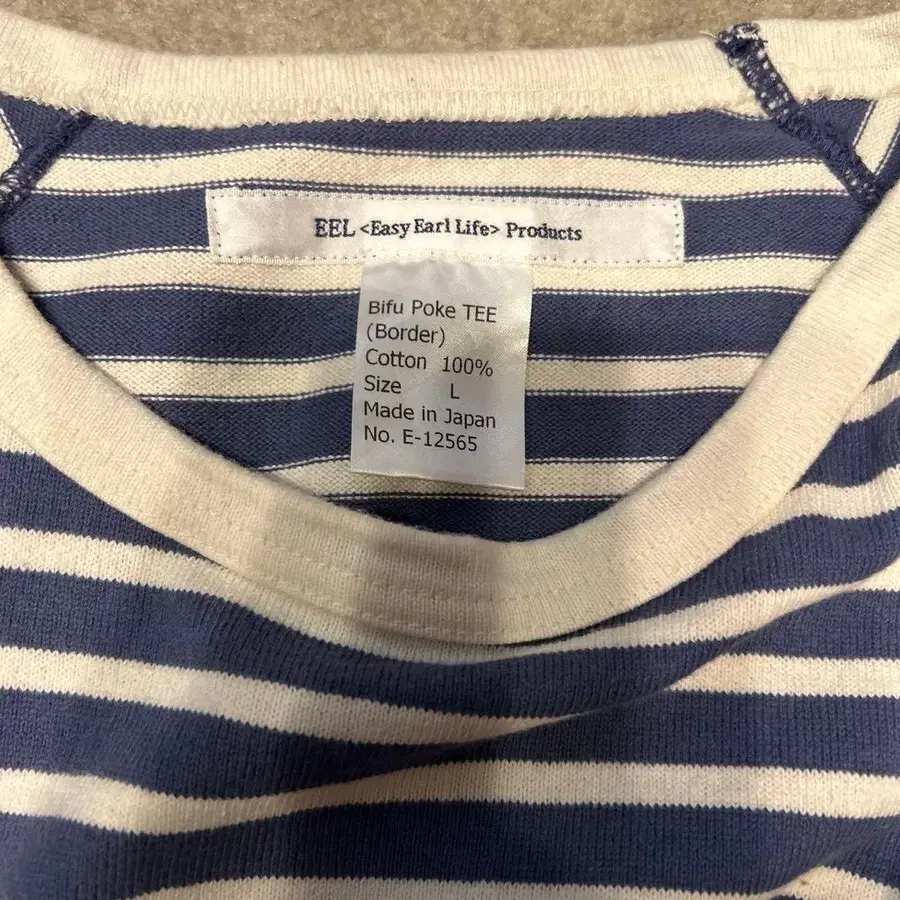 EEL <Easy Earl Life> Products
Bifu Poke TEE
(Border)
Cotton 100%
Size L
Made in Japan
No. E-12565